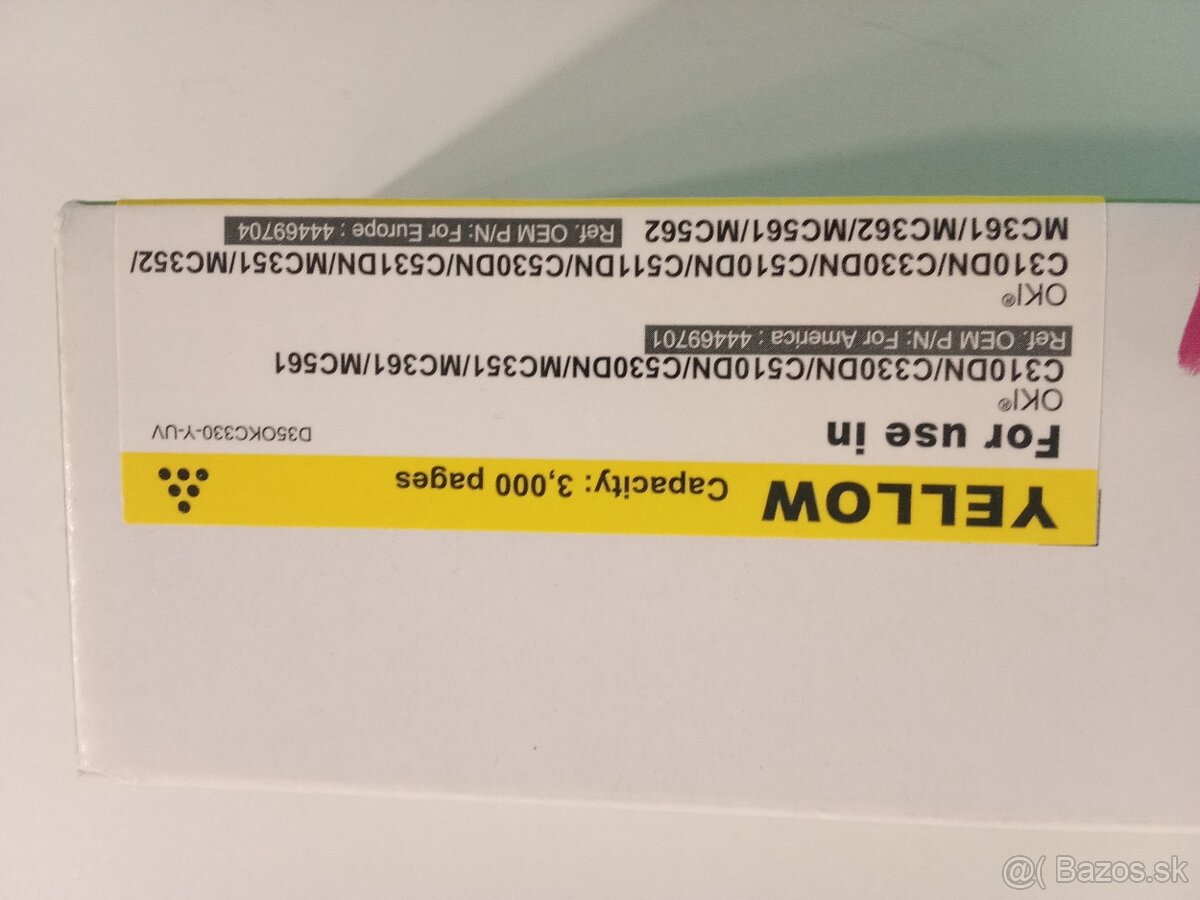 YELLOW Capacity: 3,000 pages
For use in D35OKC330-Y-UV
OKI®
C310DN/C330DN/C510DN/C530DN/MC351/MC361/MC561
Ref. OEM P/N: For America : 44469701
OKI®
C310DN/C330DN/C510DN/C511DN/C530DN/C531DN/MC351/MC352/
MC361/MC362/MC561/MC562 Ref. OEM P/N: For Europe : 44469704
@( Bazos.sk